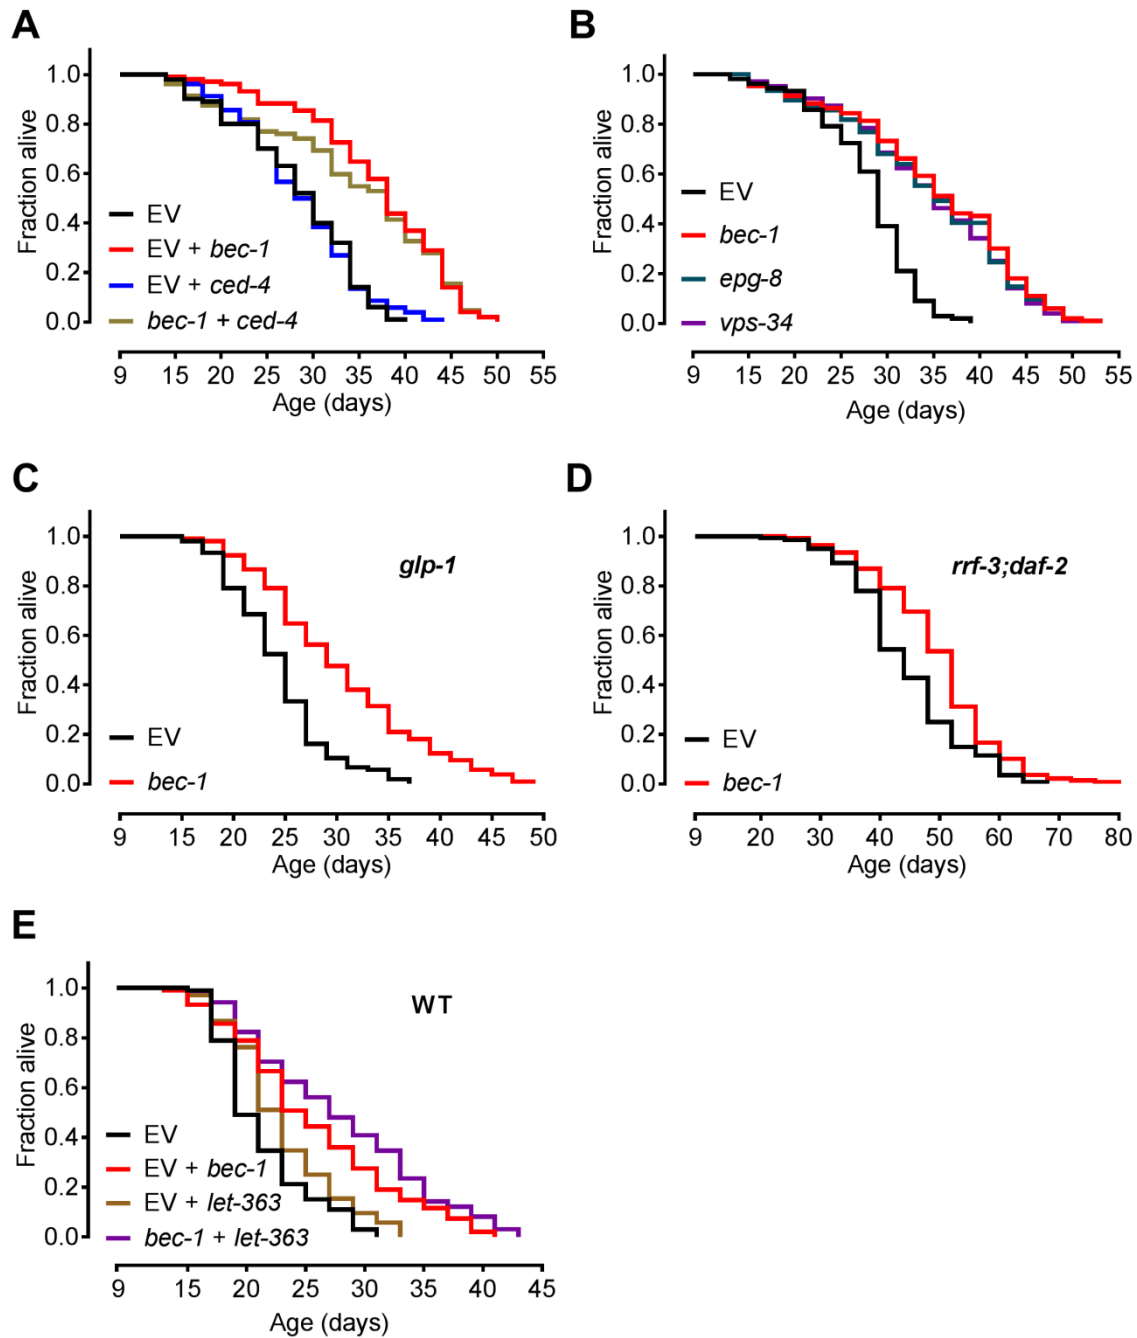 A
Fraction alive
1.0
0.8
0.6
0.4
0.2
0.0
EV
EV + bec-1
EV + ced-4
bec-1 + ced-4
9 15 20 25 30 35 40 45 50 55
Age (days)
B
Fraction alive
1.0
0.8
0.6
0.4
0.2
0.0
EV
bec-1
epg-8
vps-34
9 15 20 25 30 35 40 45 50 55
Age (days)
C
Fraction alive
1.0
0.8
0.6
0.4
0.2
0.0
glp-1
EV
bec-1
9 15 20 25 30 35 40 45 50
Age (days)
D
Fraction alive
1.0
0.8
0.6
0.4
0.2
0.0
rrf-3;daf-2
EV
bec-1
9 20 30 40 50 60 70 80
Age (days)
E
Fraction alive
1.0
0.8
0.6
0.4
0.2
0.0
WT
EV
EV + bec-1
EV + let-363
bec-1 + let-363
9 15 20 25 30 35 40 45
Age (days)